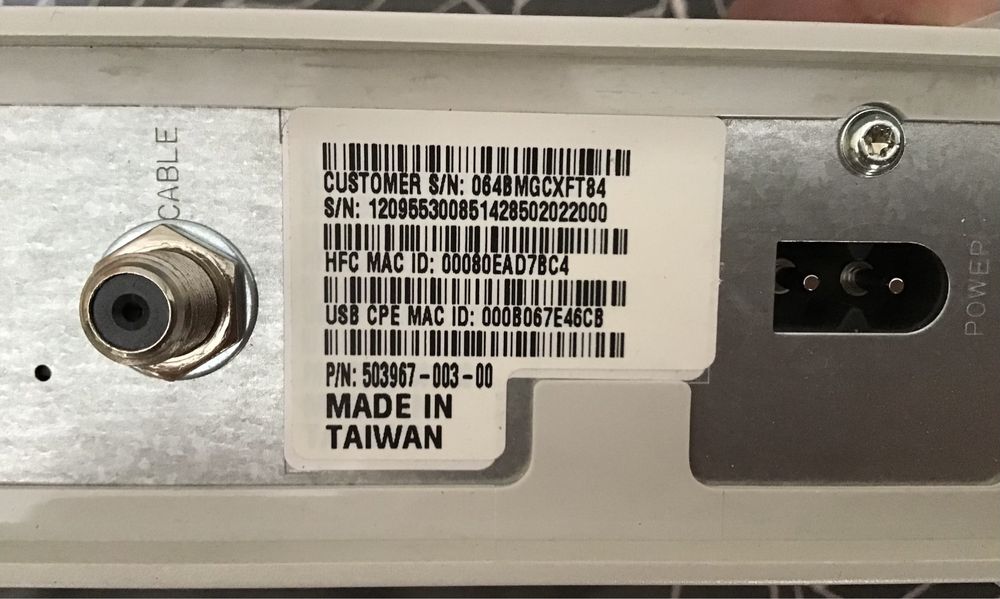 CABLE
CUSTOMER S/N: 064BMGCXFT84
S/N: 120955300851428502022000
HFC MAC ID: 00080EAD7BC4
USB CPE MAC ID: 000B067E46CB
P/N: 503967-003-00
MADE IN
TAIWAN
POWER